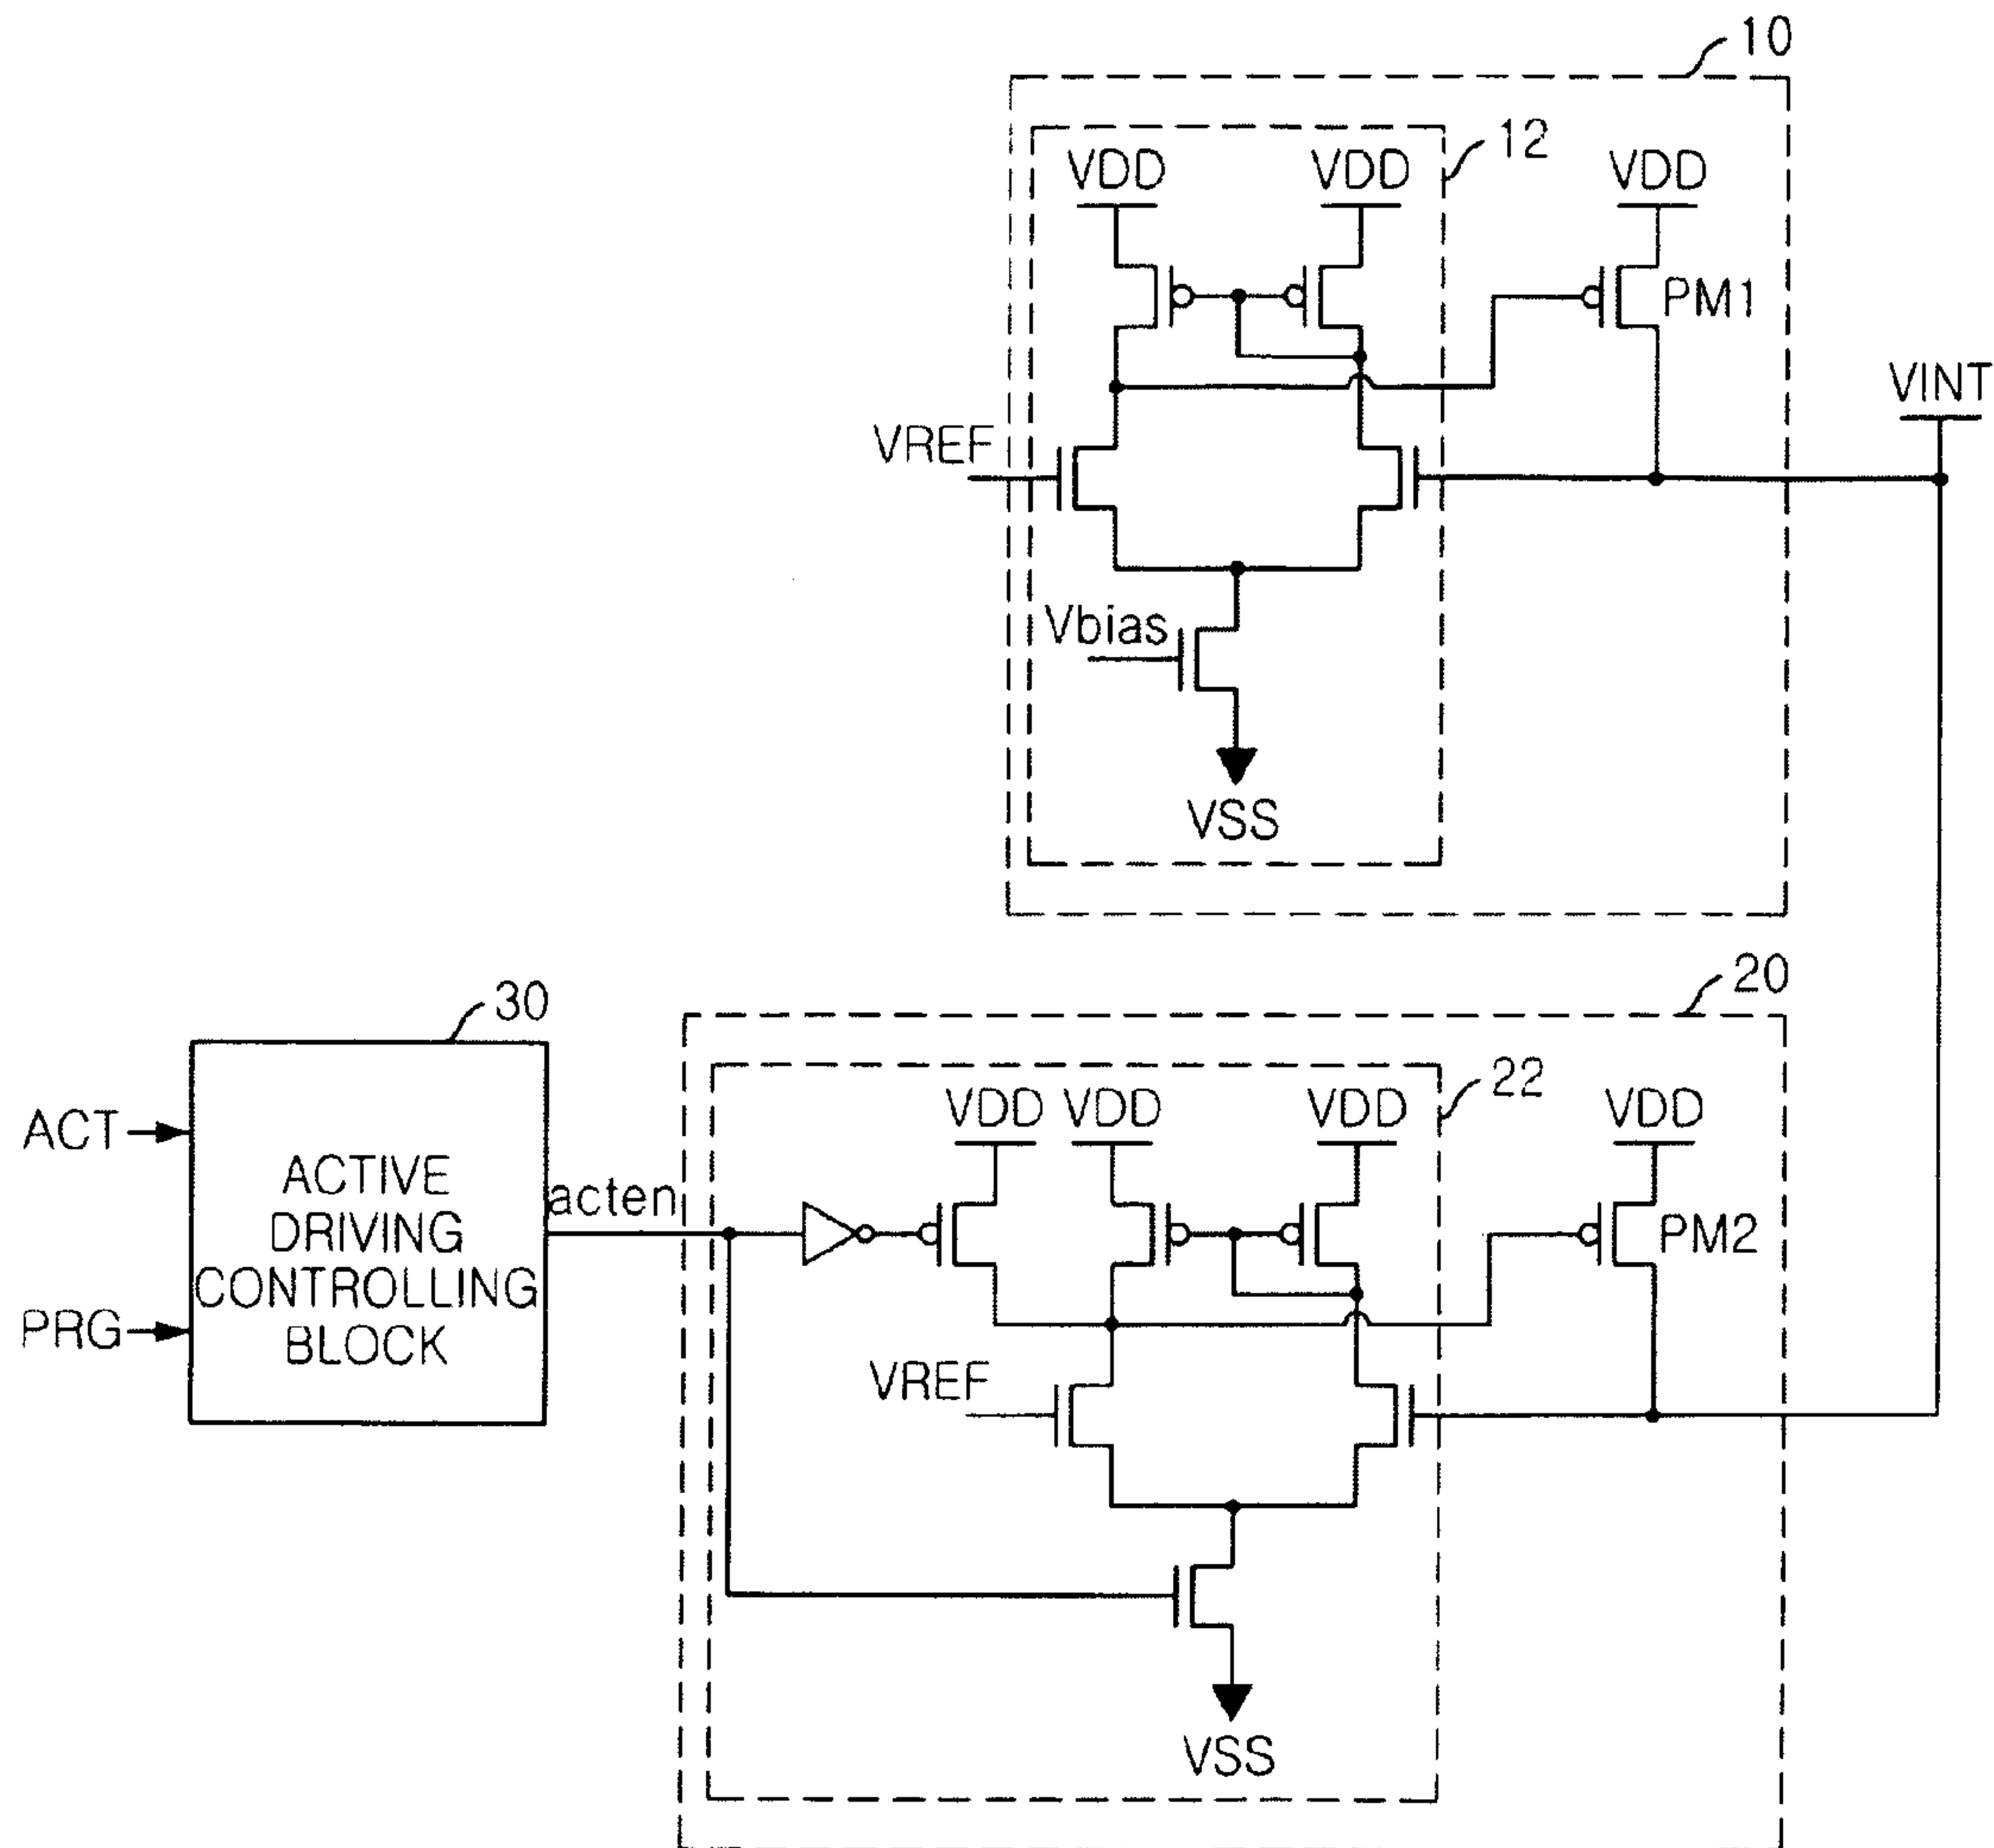 10
12
VDD VDD VDD
PM1
VINT
VREF
Vbias
VSS
20
30
22
VDD VDD VDD VDD
ACT
ACTIVE
DRIVING
CONTROLLING
BLOCK
acten
PM2
PRG
VREF
VSS